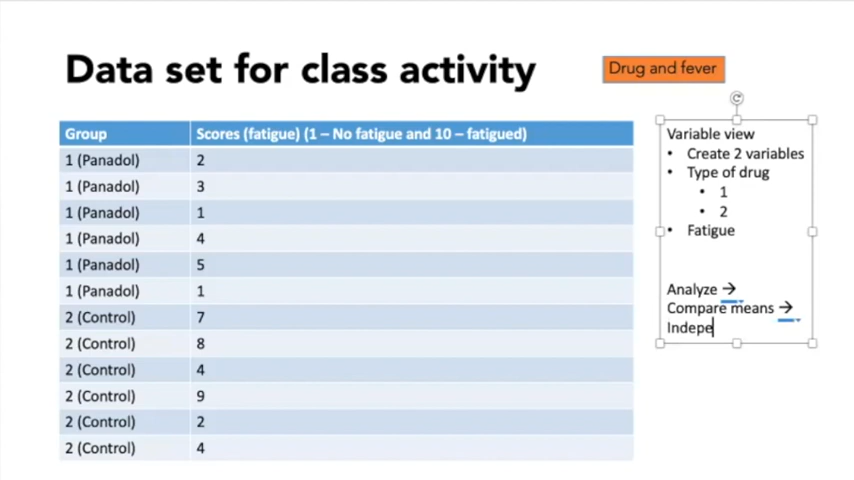 Data set for class activity
Drug and fever
Group Scores (fatigue) (1 – No fatigue and 10 – fatigued)
1 (Panadol) 2
1 (Panadol) 3
1 (Panadol) 1
1 (Panadol) 4
1 (Panadol) 5
1 (Panadol) 1
2 (Control) 7
2 (Control) 8
2 (Control) 4
2 (Control) 9
2 (Control) 2
2 (Control) 4
Variable view
• Create 2 variables
• Type of drug
• 1
• 2
• Fatigue
Analyze →
Compare means →
Indepe